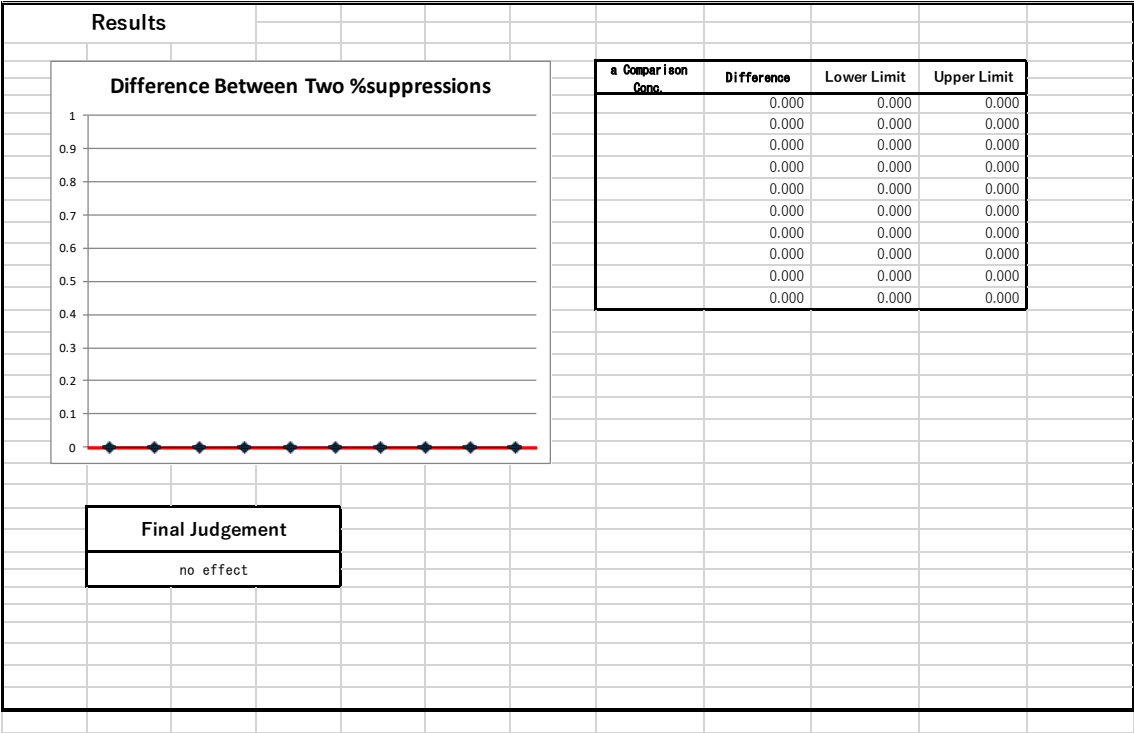 Results
Difference Between Two %suppressions
1
0.9
0.8
0.7
0.6
0.5
0.4
0.3
0.2
0.1
0
a Comparison
Conc. Difference Lower Limit Upper Limit
0.000 0.000 0.000
0.000 0.000 0.000
0.000 0.000 0.000
0.000 0.000 0.000
0.000 0.000 0.000
0.000 0.000 0.000
0.000 0.000 0.000
0.000 0.000 0.000
0.000 0.000 0.000
0.000 0.000 0.000
Final Judgement
no effect